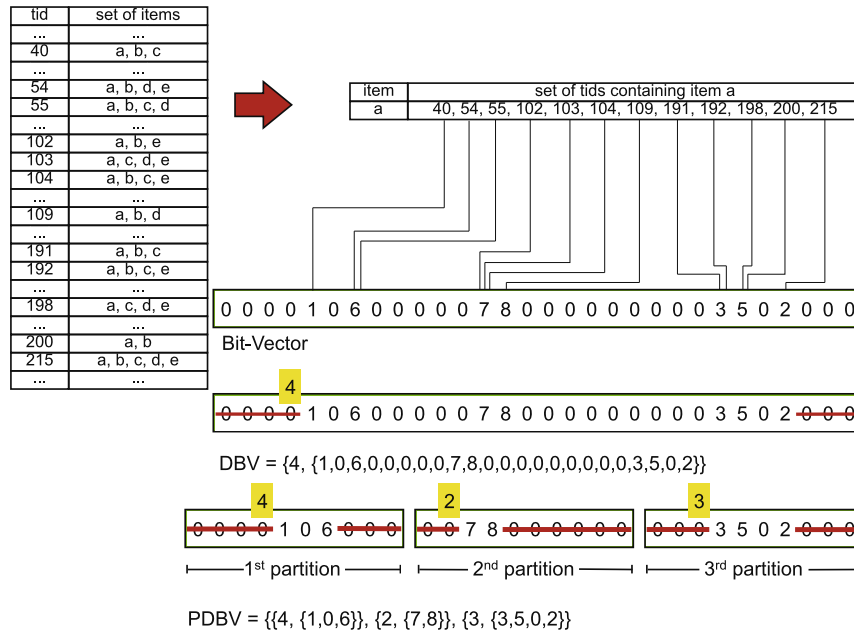 tid set of items
... ...
40 a, b, c
... ...
54 a, b, d, e
55 a, b, c, d
... ...
102 a, b, e
103 a, c, d, e
104 a, b, c, e
... ...
109 a, b, d
... ...
191 a, b, c
192 a, b, c, e
... ...
198 a, c, d, e
... ...
200 a, b
215 a, b, c, d, e
... ...
item set of tids containing item a
a 40, 54, 55, 102, 103, 104, 109, 191, 192, 198, 200, 215
0 0 0 0 1 0 6 0 0 0 0 0 7 8 0 0 0 0 0 0 0 0 0 3 5 0 2 0 0 0
Bit-Vector
4
0 0 0 0 1 0 6 0 0 0 0 0 7 8 0 0 0 0 0 0 0 0 0 3 5 0 2 0 0 0
DBV = {4, {1,0,6,0,0,0,0,0,7,8,0,0,0,0,0,0,0,0,0,3,5,0,2}}
4 2 3
0 0 0 0 1 0 6 0 0 0 0 0 7 8 0 0 0 0 0 0 0 0 0 3 5 0 2 0 0 0
1st partition 2nd partition 3rd partition
PDBV = {{4, {1,0,6}}, {2, {7,8}}, {3, {3,5,0,2}}